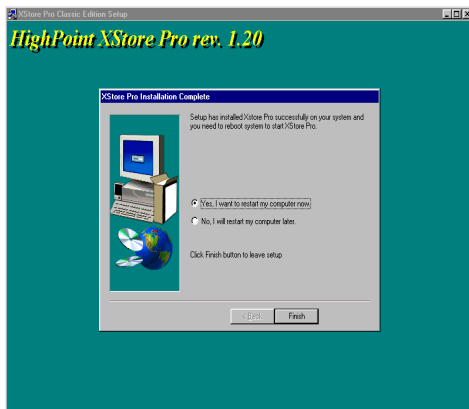 XStore Pro Classic Edition Setup
HighPoint XStore Pro rev. 1.20
XStore Pro Installation Complete
Setup has installed Xstore Pro successfully on your system and
you need to reboot system to start XStore Pro.
Yes, I want to restart my computer now.
No, I will restart my computer later.
Click Finish button to leave setup
< Back
Finish